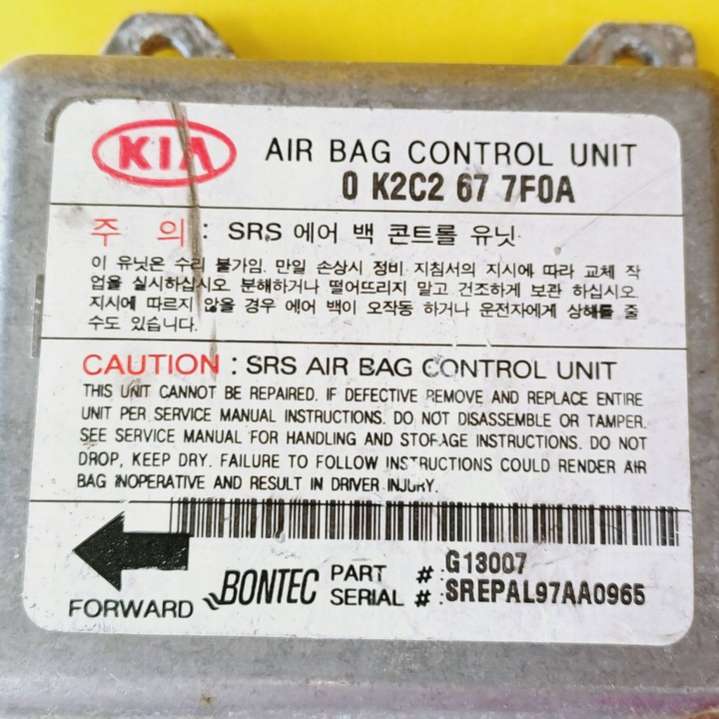 KIA AIR BAG CONTROL UNIT
0 K2C2 67 7F0A
주 의 : SRS 에어 백 콘트롤 유닛
이 유닛은 수리 불가임. 만일 손상시 정비 지침서의 지시에 따라 교체 작
업을 실시하십시오. 분해하거나 떨어뜨리지 말고 건조하게 보관 하십시오.
지시에 따르지 않을 경우 에어 백이 오작동 하거나 운전자에게 상해를 줄
수도 있습니다.
CAUTION : SRS AIR BAG CONTROL UNIT
THIS UNIT CANNOT BE REPAIRED. IF DEFECTIVE REMOVE AND REPLACE ENTIRE
UNIT PER SERVICE MANUAL INSTRUCTIONS. DO NOT DISASSEMBLE OR TAMPER.
SEE SERVICE MANUAL FOR HANDLING AND STORAGE INSTRUCTIONS. DO NOT
DROP, KEEP DRY. FAILURE TO FOLLOW INSTRUCTIONS COULD RENDER AIR
BAG INOPERATIVE AND RESULT IN DRIVER INJURY.
FORWARD
BONTEC
PART # : G13007
SERIAL # : SREPAL97AA0965